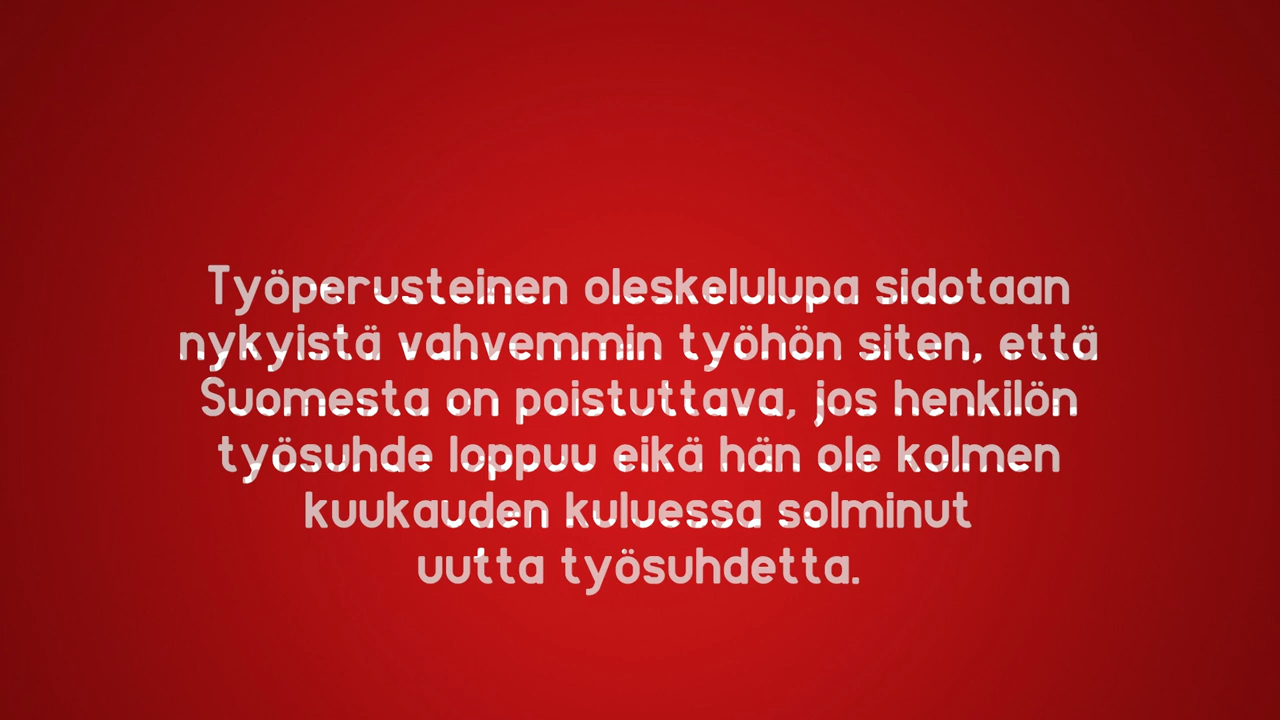 Työperusteinen oleskelulupa sidotaan
nykyistä vahvemmin työhön siten, että
Suomesta on poistuttava, jos henkilön
työsuhde loppuu eikä hän ole kolmen
kuukauden kuluessa solminut
uutta työsuhdetta.